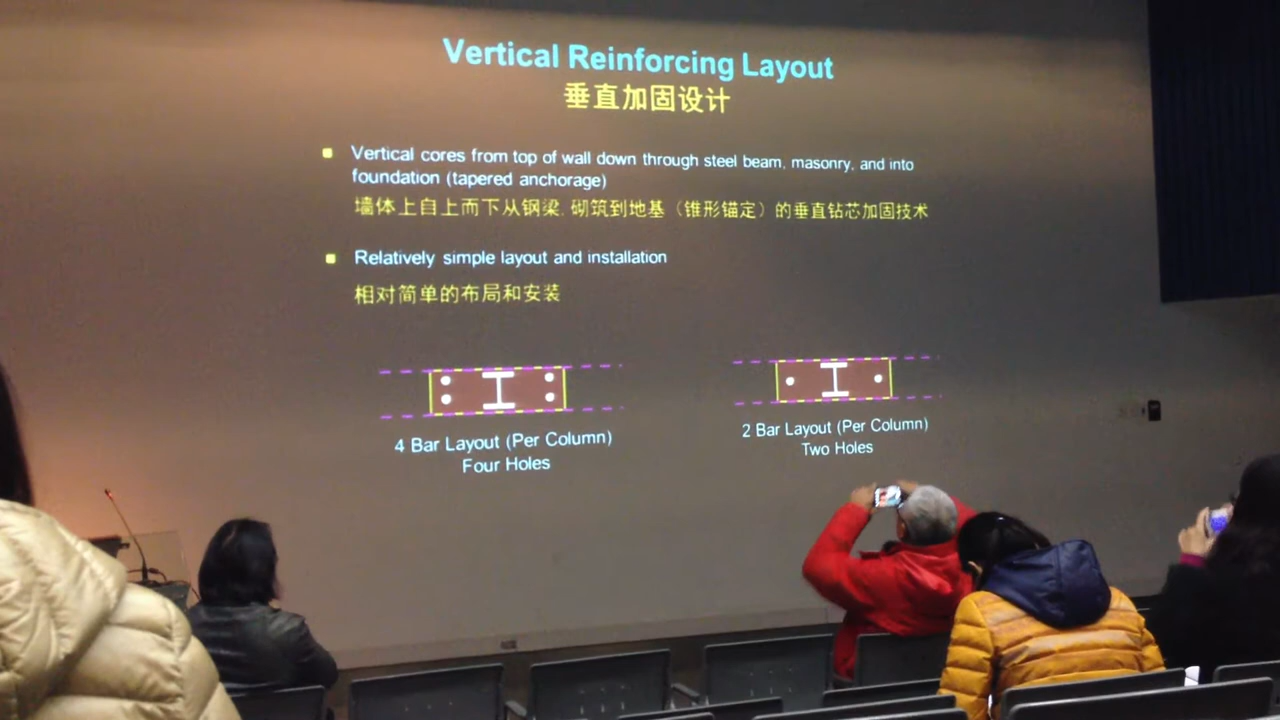 Vertical Reinforcing Layout
垂直加固设计
Vertical cores from top of wall down through steel beam, masonry, and into
foundation (tapered anchorage)
墙体上自上而下从钢梁, 砌筑到地基（锥形锚定）的垂直钻芯加固技术
Relatively simple layout and installation
相对简单的布局和安装
4 Bar Layout (Per Column)
Four Holes
2 Bar Layout (Per Column)
Two Holes